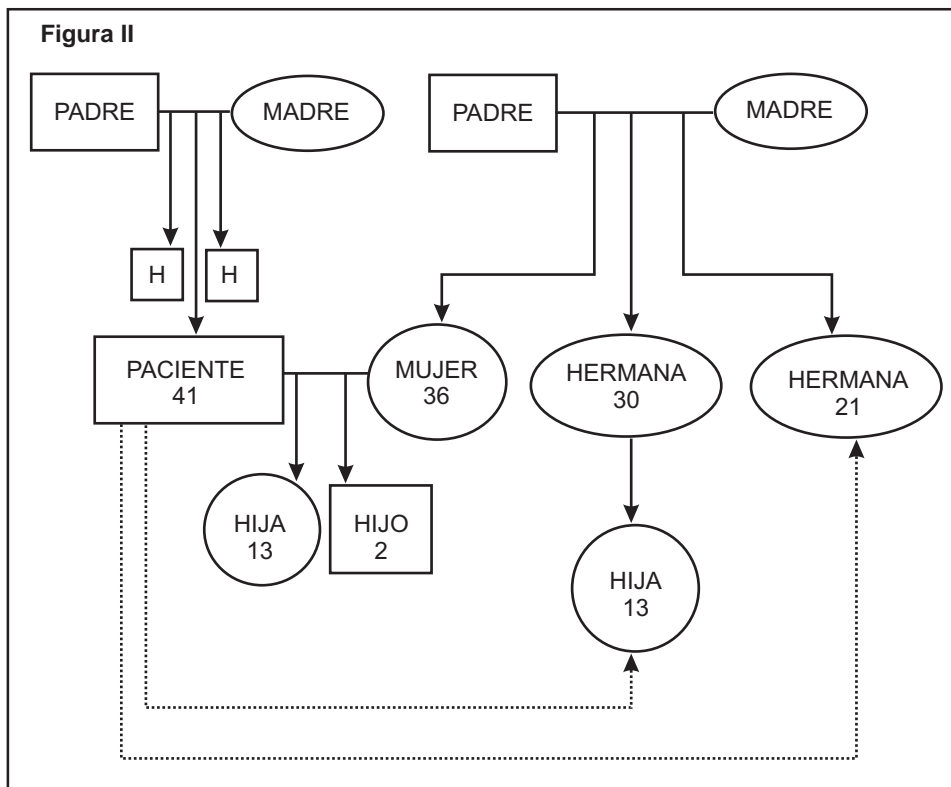 Figura II
PADRE
MADRE
PADRE
MADRE
H
H
PACIENTE
41
MUJER
36
HERMANA
30
HERMANA
21
HIJA
13
HIJO
2
HIJA
13